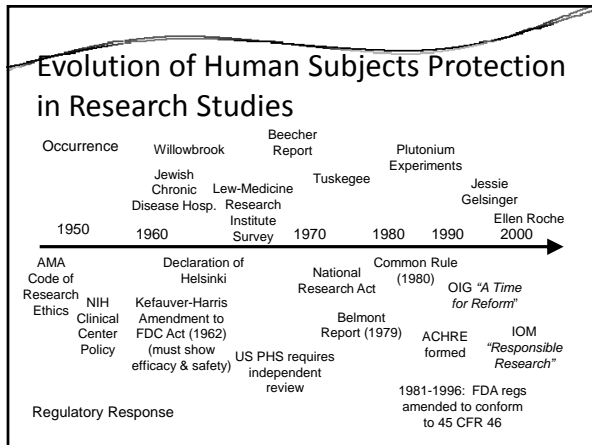 Evolution of Human Subjects Protection
in Research Studies
Occurrence
Willowbrook
Beecher
Report
Plutonium
Experiments
Jewish
Chronic
Disease Hosp.
Lew-Medicine
Research
Institute
Survey
Tuskegee
Jessie
Gelsinger
Ellen Roche
1950
1960
1970
1980
1990
2000
AMA
Code of
Research
Ethics
NIH
Clinical
Center
Policy
Declaration of
Helsinki
Kefauver-Harris
Amendment to
FDC Act (1962)
(must show
efficacy & safety)
US PHS requires
independent
review
National
Research Act
Belmont
Report (1979)
Common Rule
(1980)
ACHRE
formed
OIG “A Time
for Reform”
IOM
“Responsible
Research”
1981-1996: FDA regs
amended to conform
to 45 CFR 46
Regulatory Response